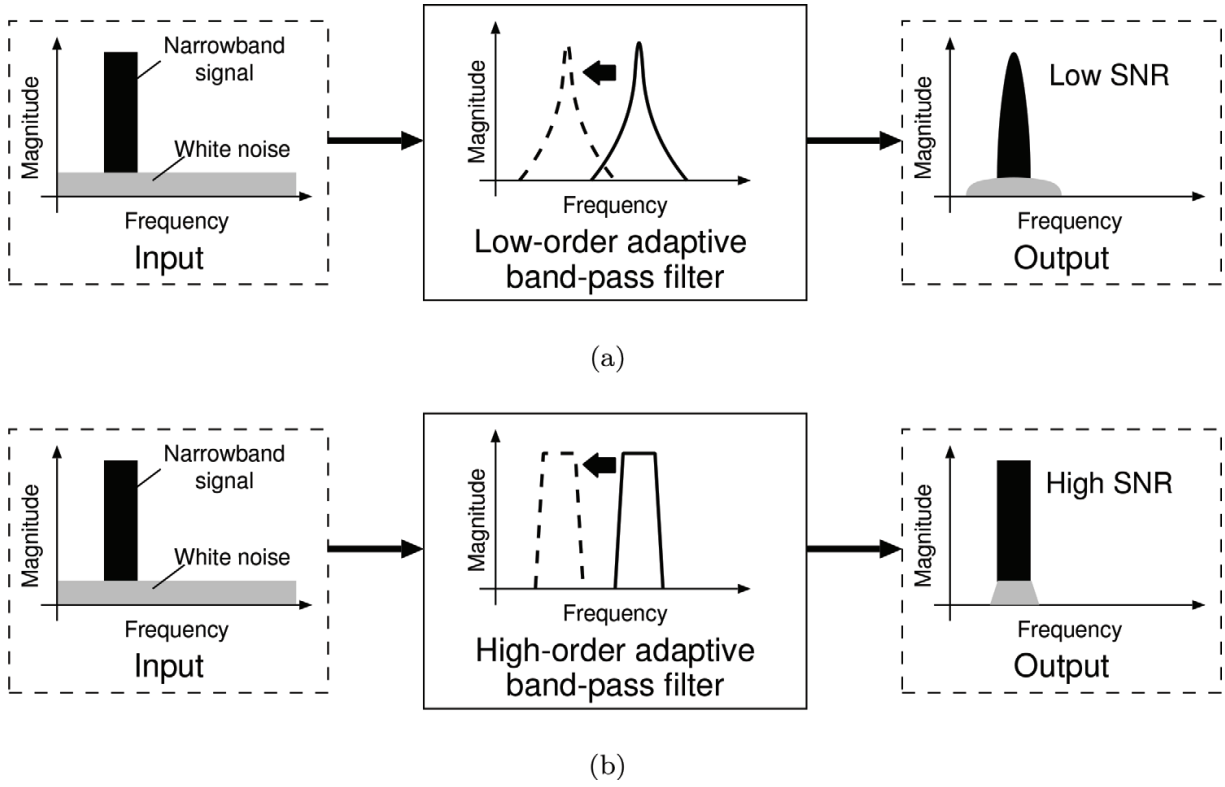 Narrowband
signal
White noise
Magnitude
Frequency
Input
Magnitude
Frequency
Low-order adaptive
band-pass filter
Low SNR
Magnitude
Frequency
Output
(a)
Narrowband
signal
White noise
Magnitude
Frequency
Input
Magnitude
Frequency
High-order adaptive
band-pass filter
High SNR
Magnitude
Frequency
Output
(b)